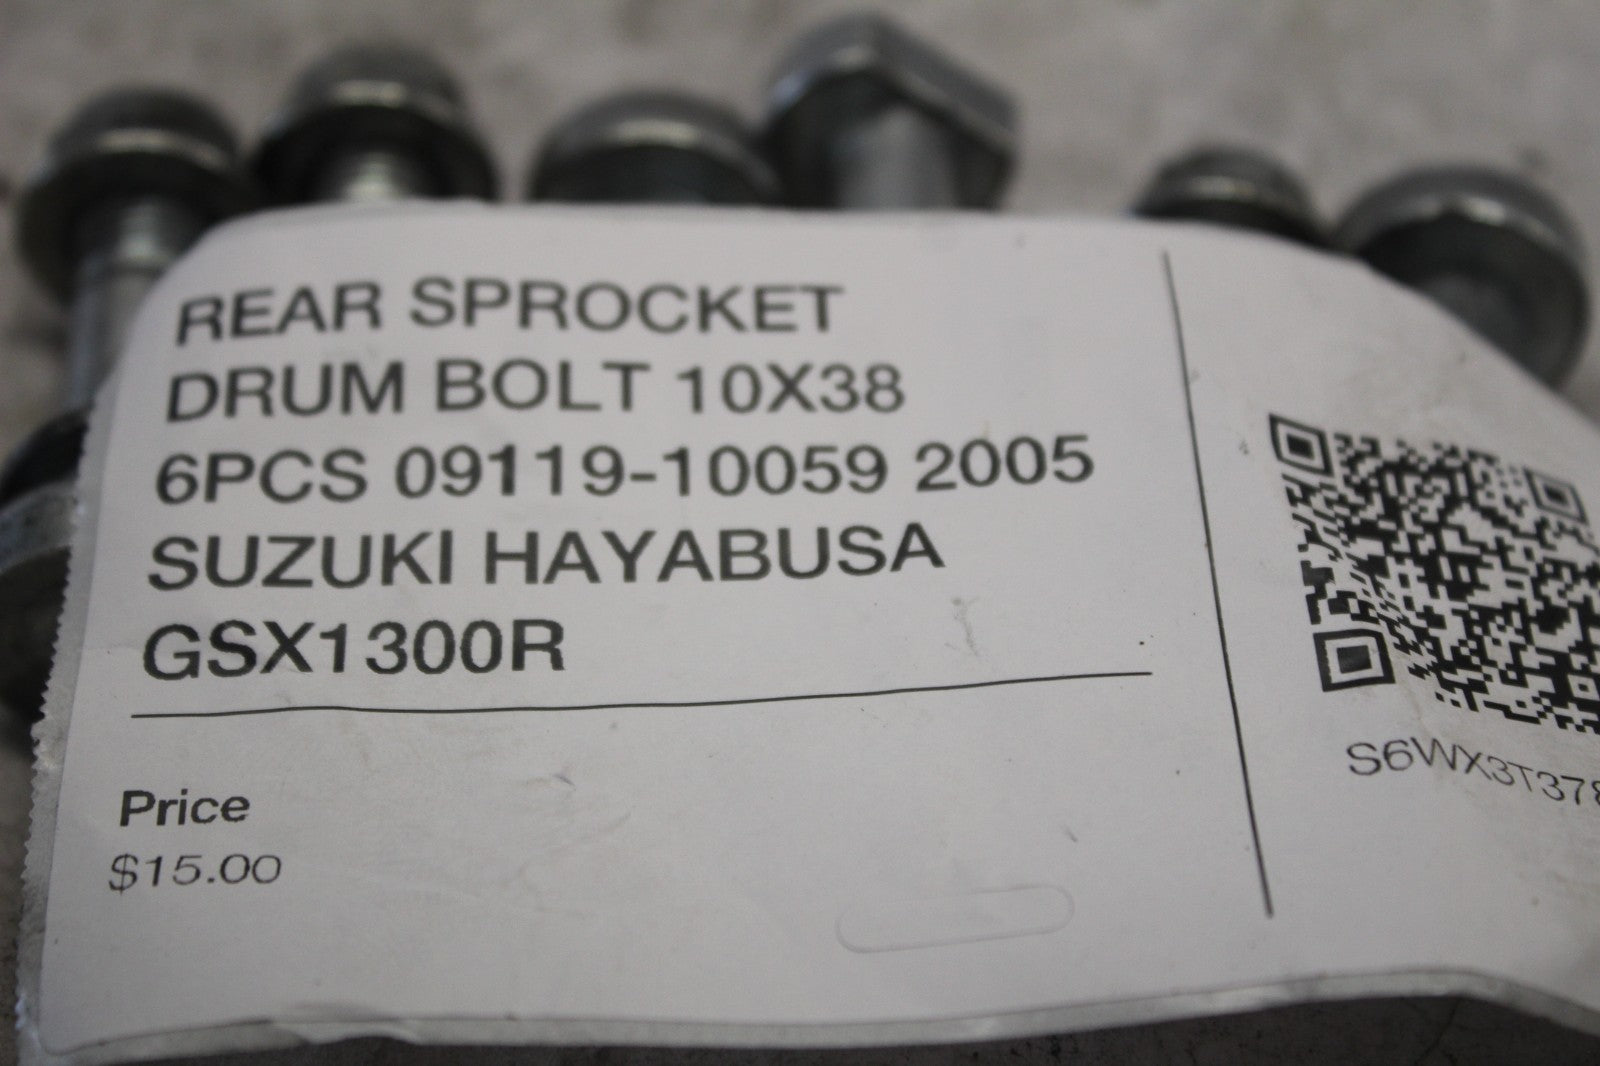 REAR SPROCKET
DRUM BOLT 10X38
6PCS 09119-10059 2005
SUZUKI HAYABUSA
GSX1300R
Price
$15.00